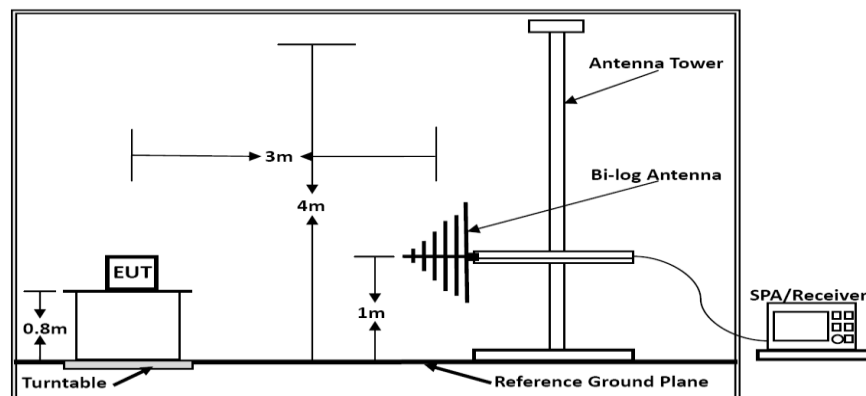 Antenna Tower
3m
Bi-log Antenna
4m
EUT
SPA/Receiver
0.8m
1m
Turntable
Reference Ground Plane